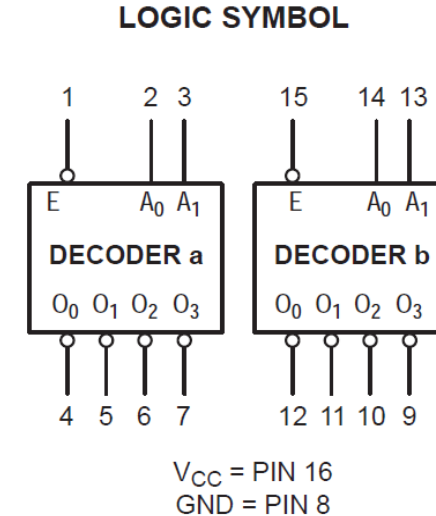 LOGIC SYMBOL
1 2 3 15 14 13
E A₀ A₁ E A₀ A₁
DECODER a DECODER b
O₀ O₁ O₂ O₃ O₀ O₁ O₂ O₃
4 5 6 7 12 11 10 9
V_CC = PIN 16
GND = PIN 8